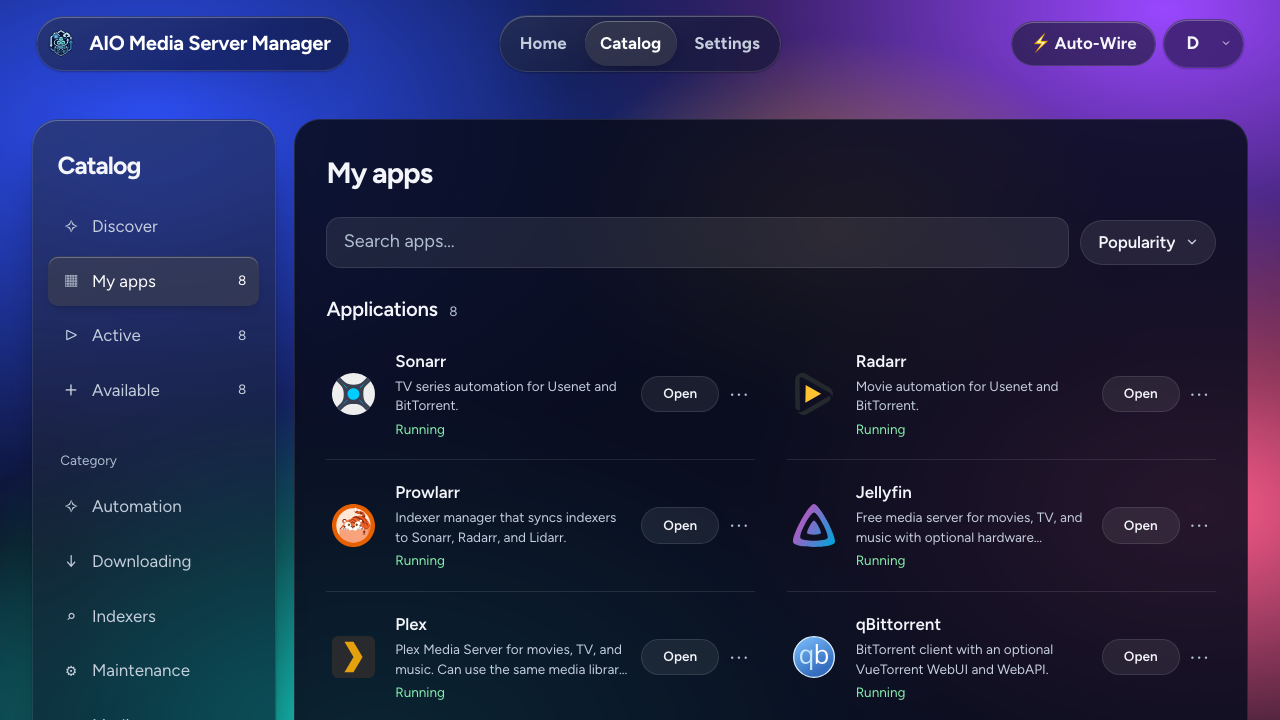 AIO Media Server Manager
Home
Catalog
Settings
⚡ Auto-Wire
D
Catalog
Discover
My apps 8
Active 8
Available 8
Category
Automation
Downloading
Indexers
Maintenance
My apps
Search apps...
Popularity
Applications 8
Sonarr
TV series automation for Usenet and
BitTorrent.
Running
Open
Radarr
Movie automation for Usenet and
BitTorrent.
Running
Open
Prowlarr
Indexer manager that syncs indexers
to Sonarr, Radarr, and Lidarr.
Running
Open
Jellyfin
Free media server for movies, TV, and
music with optional hardware...
Running
Open
Plex
Plex Media Server for movies, TV, and
music. Can use the same media librar...
Running
Open
qb
qBittorrent
BitTorrent client with an optional
VueTorrent WebUI and WebAPI.
Running
Open